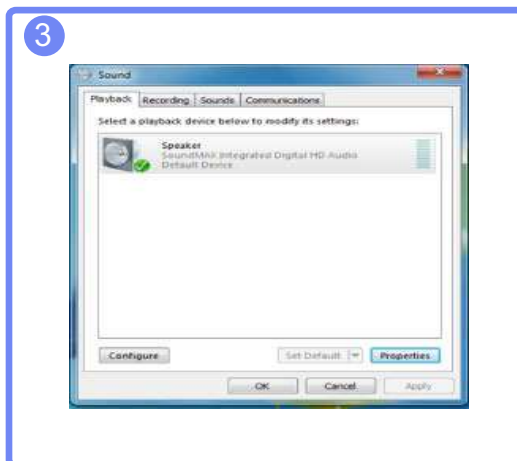 3
Sound
Playback Recording Sounds Communications
Select a playback device below to modify its settings:
Speaker
SoundMAX Integrated Digital HD Audio
Default Device
Configure Set Default Properties
OK Cancel Apply